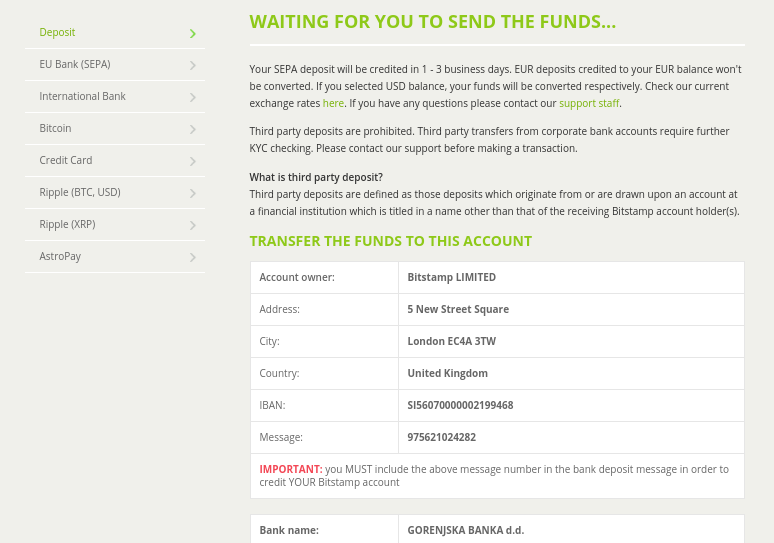 Deposit
EU Bank (SEPA)
International Bank
Bitcoin
Credit Card
Ripple (BTC, USD)
Ripple (XRP)
AstroPay
WAITING FOR YOU TO SEND THE FUNDS...
Your SEPA deposit will be credited in 1 - 3 business days. EUR deposits credited to your EUR balance won't
be converted. If you selected USD balance, your funds will be converted respectively. Check our current
exchange rates here. If you have any questions please contact our support staff.
Third party deposits are prohibited. Third party transfers from corporate bank accounts require further
KYC checking. Please contact our support before making a transaction.
What is third party deposit?
Third party deposits are defined as those deposits which originate from or are drawn upon an account at
a financial institution which is titled in a name other than that of the receiving Bitstamp account holder(s).
TRANSFER THE FUNDS TO THIS ACCOUNT
Account owner: Bitstamp LIMITED
Address: 5 New Street Square
City: London EC4A 3TW
Country: United Kingdom
IBAN: SI56070000002199468
Message: 975621024282
IMPORTANT: you MUST include the above message number in the bank deposit message in order to
credit YOUR Bitstamp account
Bank name: GORENJSKA BANKA d.d.